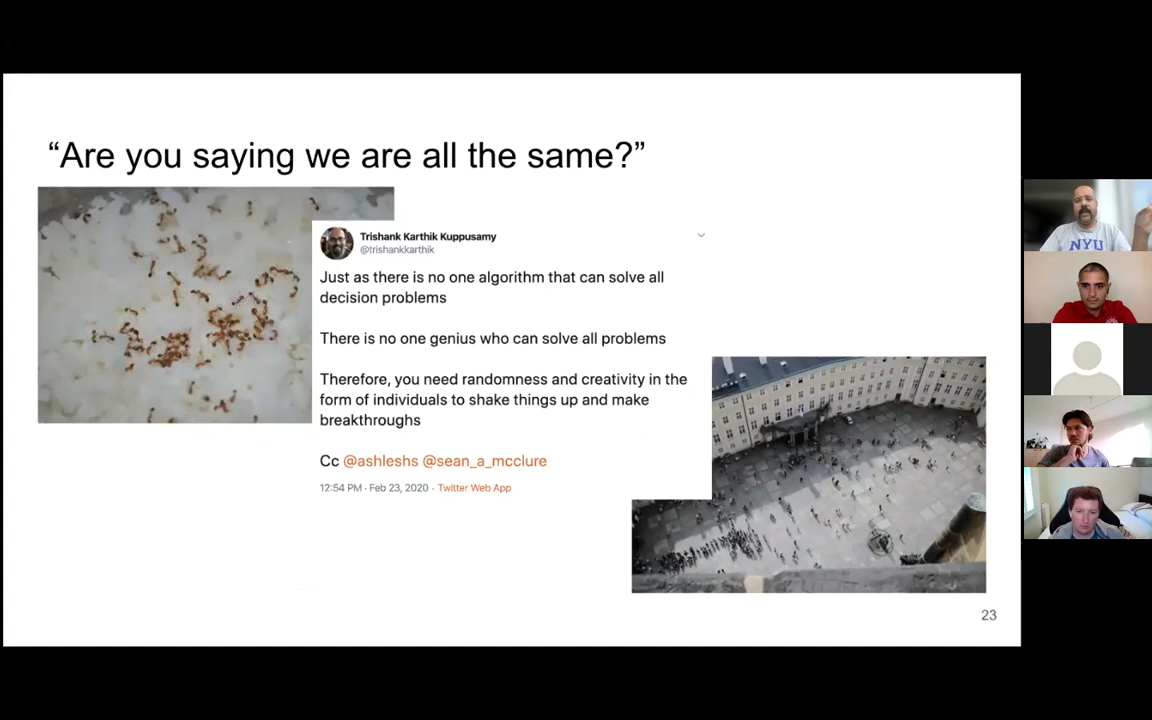 “Are you saying we are all the same?”
Trishank Karthik Kuppusamy
@trishankkarthik
Just as there is no one algorithm that can solve all
decision problems
There is no one genius who can solve all problems
Therefore, you need randomness and creativity in the
form of individuals to shake things up and make
breakthroughs
Cc @ashleshs @sean_a_mcclure
12:54 PM · Feb 23, 2020 · Twitter Web App
23
NYU